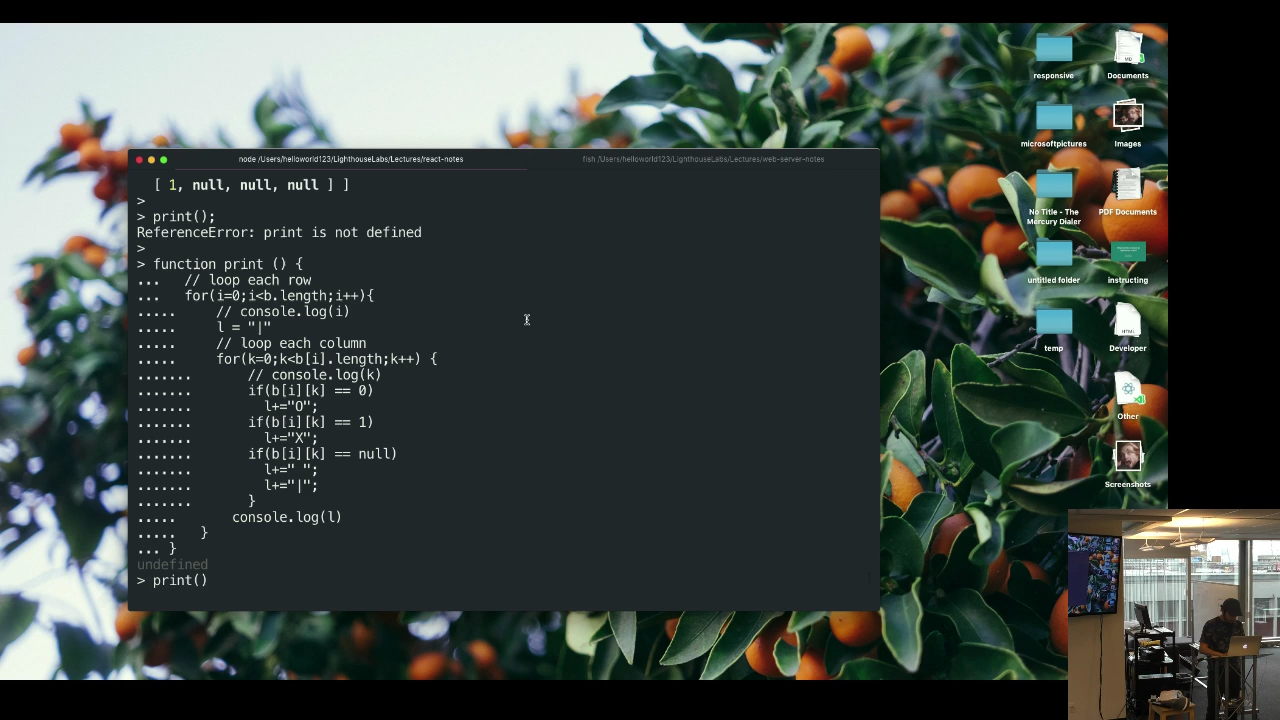 node /Users/helloworld123/LighthouseLabs/Lectures/react-notes
fish /Users/helloworld123/LighthouseLabs/Lectures/web-server-notes
[ 1, null, null, null ] ]
>
> print();
ReferenceError: print is not defined
>
> function print () {
...   // loop each row
...   for(i=0;i<b.length;i++){
.....     // console.log(i)
.....     l = "|"
.....     // loop each column
.....     for(k=0;k<b[i].length;k++) {
.......       // console.log(k)
.......       if(b[i][k] == 0)
.......         l+="O";
.......       if(b[i][k] == 1)
.......         l+="X";
.......       if(b[i][k] == null)
.......         l+=" ";
.......         l+="|";
.......       }
.....       console.log(l)
.....   }
... }
undefined
> print()
responsive
Documents
microsoftpictures
Images
No Title - The
Mercury Dialer
PDF Documents
untitled folder
instructing
temp
HTML
Developer
Other
Screenshots
MD